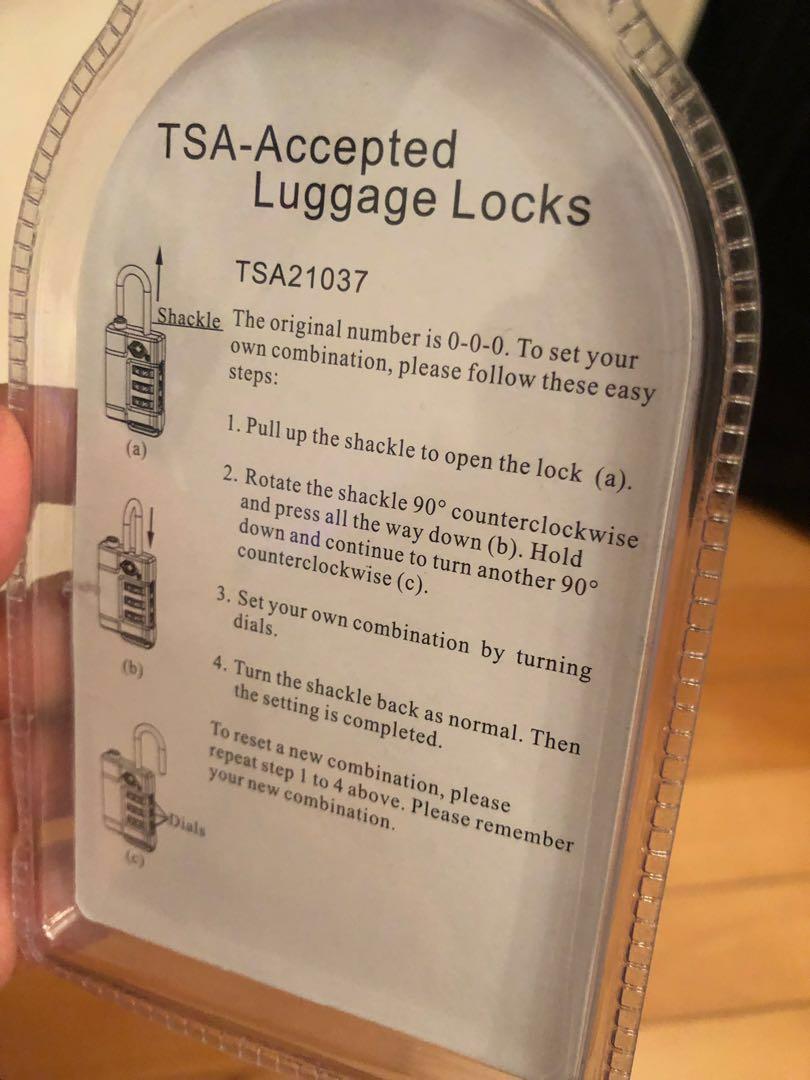 TSA-Accepted
Luggage Locks
TSA21037
Shackle
The original number is 0-0-0. To set your
own combination, please follow these easy
steps:
(a)
1. Pull up the shackle to open the lock (a).
2. Rotate the shackle 90° counterclockwise
and press all the way down (b). Hold
down and continue to turn another 90°
counterclockwise (c).
(b)
3. Set your own combination by turning
dials.
4. Turn the shackle back as normal. Then
the setting is completed.
To reset a new combination, please
repeat step 1 to 4 above. Please remember
your new combination.
Dials
(c)